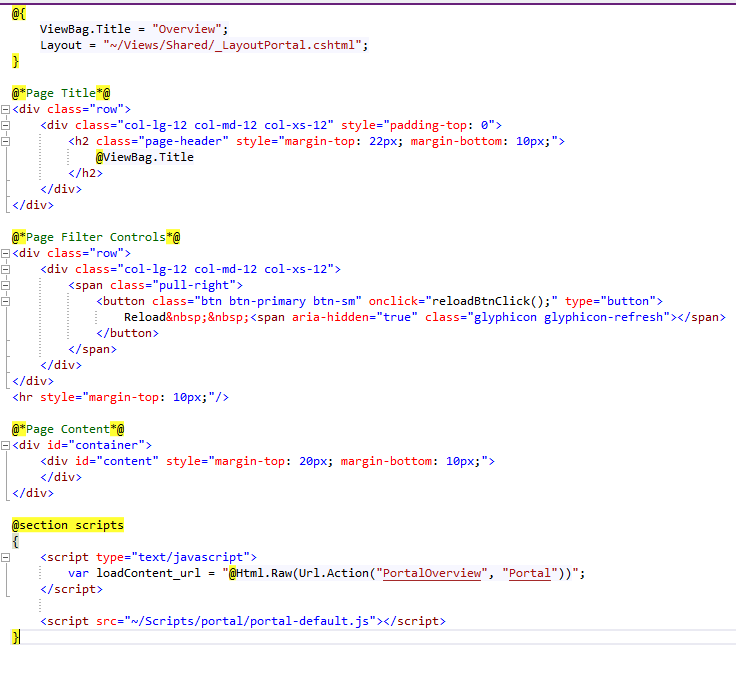 @{
    ViewBag.Title = "Overview";
    Layout = "~/Views/Shared/_LayoutPortal.cshtml";
}

@*Page Title*@
<div class="row">
    <div class="col-lg-12 col-md-12 col-xs-12" style="padding-top: 0">
        <h2 class="page-header" style="margin-top: 22px; margin-bottom: 10px;">
            @ViewBag.Title
        </h2>
    </div>
</div>

@*Page Filter Controls*@
<div class="row">
    <div class="col-lg-12 col-md-12 col-xs-12">
        <span class="pull-right">
            <button class="btn btn-primary btn-sm" onclick="reloadBtnClick();" type="button">
                Reload&nbsp;&nbsp;<span aria-hidden="true" class="glyphicon glyphicon-refresh"></span>
            </button>
        </span>
    </div>
</div>
<hr style="margin-top: 10px;"/>

@*Page Content*@
<div id="container">
    <div id="content" style="margin-top: 20px; margin-bottom: 10px;">
    </div>
</div>

@section scripts
{
    <script type="text/javascript">
        var loadContent_url = "@Html.Raw(Url.Action("PortalOverview", "Portal"))";
    </script>

    <script src="~/Scripts/portal/portal-default.js"></script>
}